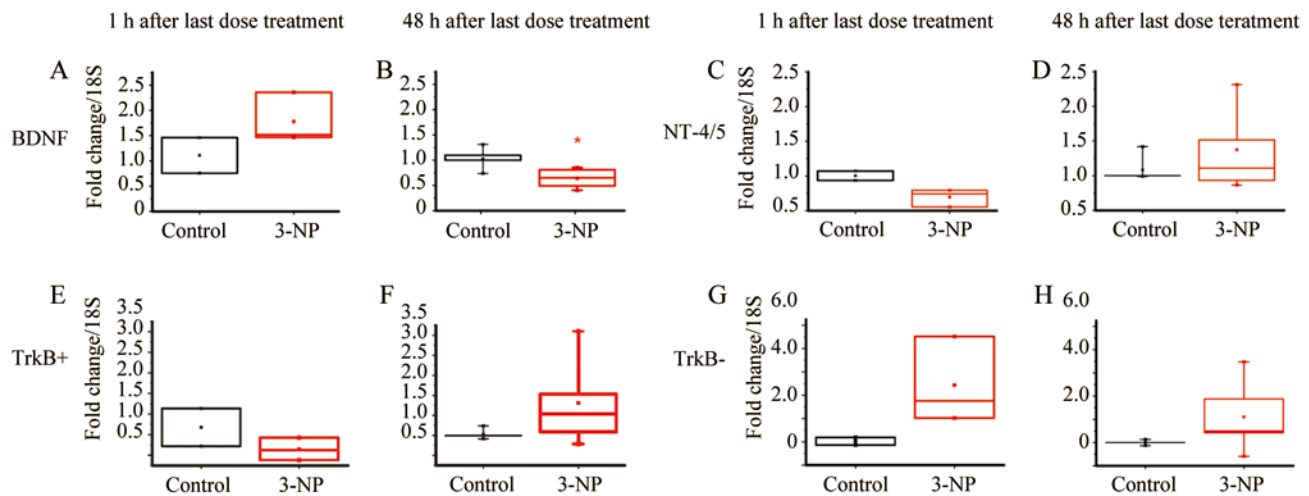 1 h after last dose treatment
48 h after last dose treatment
1 h after last dose treatment
48 h after last dose teratment
A
BDNF
Fold change/18S
2.5
2.0
1.5
1.0
0.5
0
Control
3-NP
B
2.5
2.0
1.5
1.0
0.5
0
*
Control
3-NP
C
NT-4/5
Fold change/18S
2.5
2.0
1.5
1.0
0.5
Control
3-NP
D
2.5
2.0
1.5
1.0
0.5
Control
3-NP
E
TrkB+
Fold change/18S
3.5
3.0
2.5
2.0
1.5
1.0
0.5
Control
3-NP
F
3.5
3.0
2.5
2.0
1.5
1.0
0.5
Control
3-NP
G
TrkB-
Fold change/18S
6.0
4.0
2.0
0
Control
3-NP
H
6.0
4.0
2.0
0
Control
3-NP